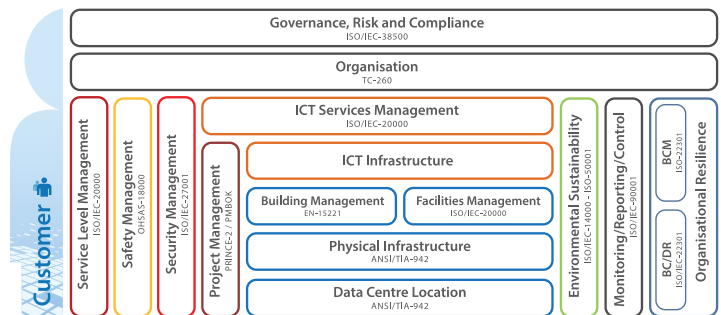 Governance, Risk and Compliance
ISO/IEC-38500
Organisation
TC-260
Customer
Service Level Management
ISO/IEC-20000
Safety Management
OHSAS-18000
Security Management
ISO/IEC-27001
ICT Services Management
ISO/IEC-20000
Project Management
PRINCE-2 / PMBOK
ICT Infrastructure
Building Management
EN-15221
Facilities Management
ISO/IEC-20000
Physical Infrastructure
ANSI/TIA-942
Data Centre Location
ANSI/TIA-942
Environmental Sustainability
ISO/IEC-14000 - ISO-50001
Monitoring/Reporting/Control
ISO/IEC-90001
BCM
ISO-22301
BC/DR
ISO/IEC-22301
Organisational Resilience